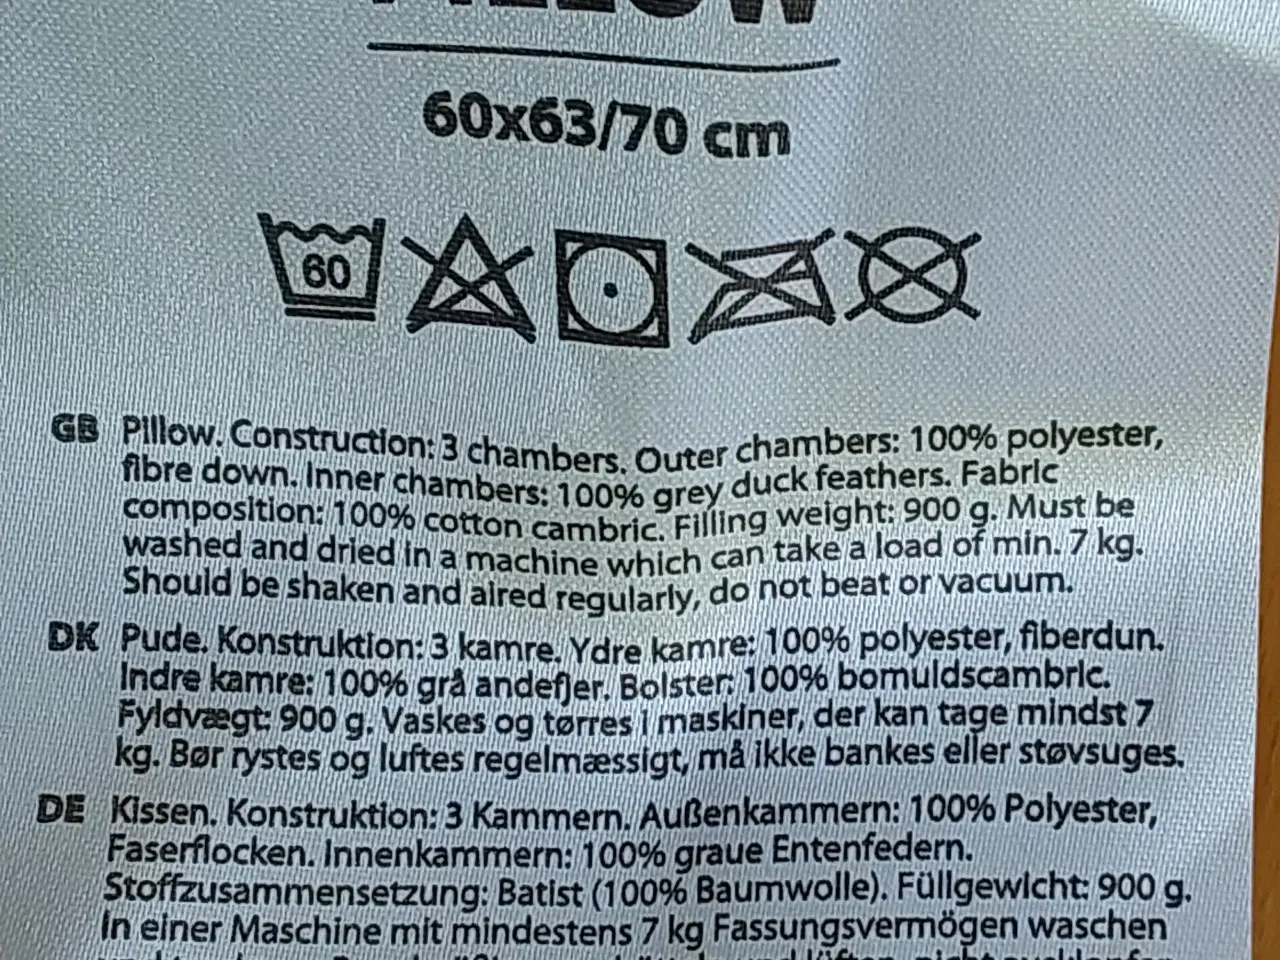 60x63/70 cm
60
GB Pillow. Construction: 3 chambers. Outer chambers: 100% polyester,
fibre down. Inner chambers: 100% grey duck feathers. Fabric
composition: 100% cotton cambric. Filling weight: 900 g. Must be
washed and dried in a machine which can take a load of min. 7 kg.
Should be shaken and aired regularly, do not beat or vacuum.
DK Pude. Konstruktion: 3 kamre. Ydre kamre: 100% polyester, fiberdun.
Indre kamre: 100% grå andefjer. Bolster: 100% bomuldscambric.
Fyldvægt: 900 g. Vaskes og tørres i maskiner, der kan tage mindst 7
kg. Bør rystes og luftes regelmæssigt, må ikke bankes eller støvsuges.
DE Kissen. Konstruktion: 3 Kammern. Außenkammern: 100% Polyester,
Faserflocken. Innenkammern: 100% graue Entenfedern.
Stoffzusammensetzung: Batist (100% Baumwolle). Füllgewicht: 900 g.
In einer Maschine mit mindestens 7 kg Fassungsvermögen waschen